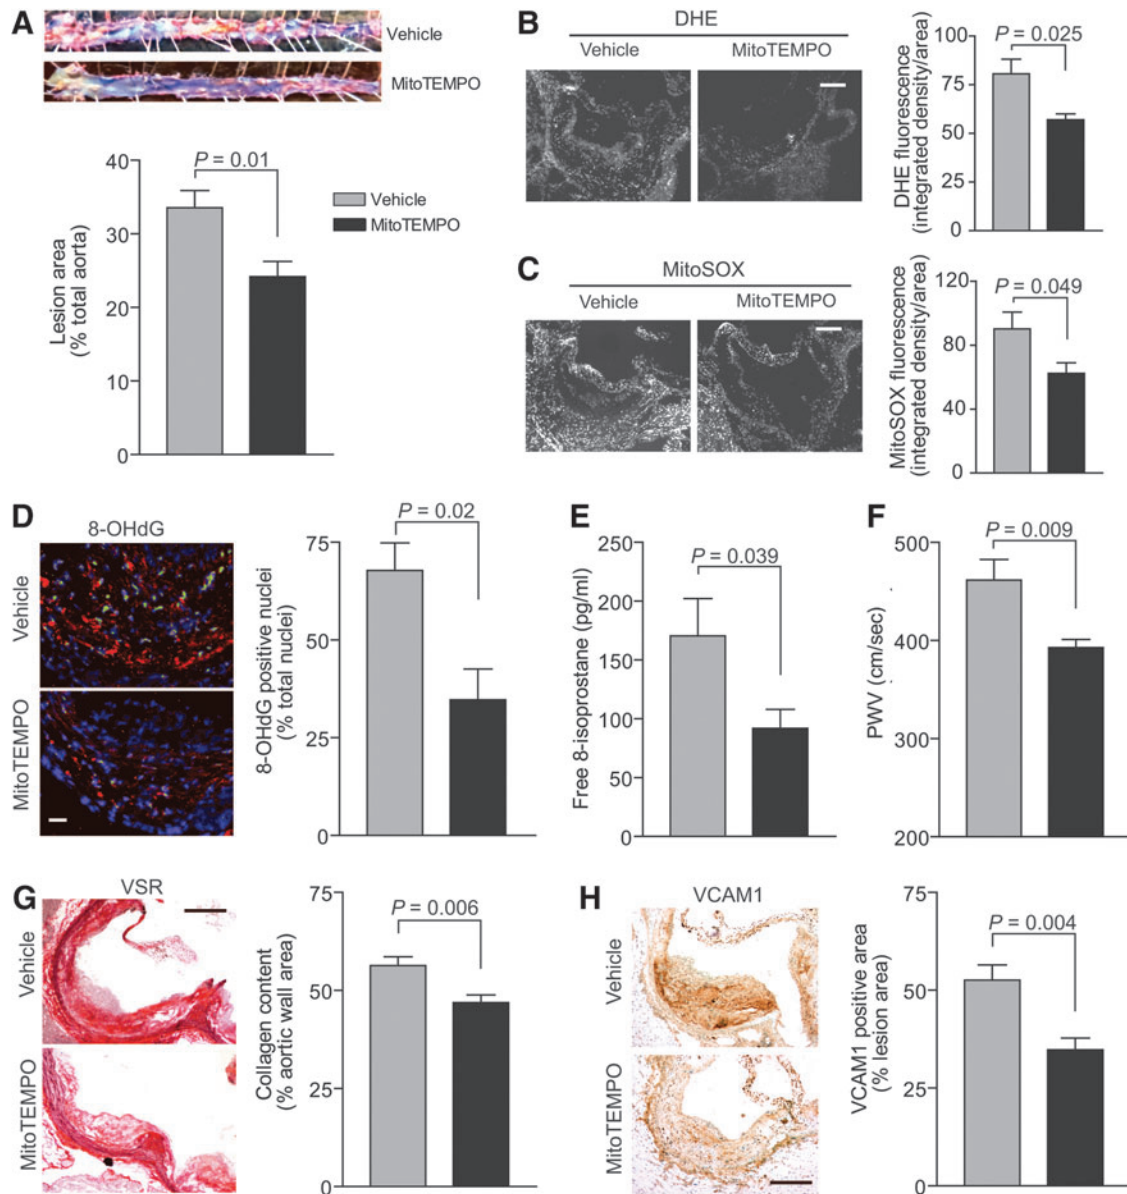 A
Vehicle
MitoTEMPO
Lesion area
(% total aorta)
40
30
20
10
0
P = 0.01
Vehicle
MitoTEMPO
B
DHE
Vehicle
MitoTEMPO
DHE fluorescence
(integrated density/area)
100
75
50
25
0
P = 0.025
C
MitoSOX
Vehicle
MitoTEMPO
MitoSOX fluorescence
(integrated density/area)
120
80
40
0
P = 0.049
D
8-OHdG
Vehicle
MitoTEMPO
8-OHdG positive nuclei
(% total nuclei)
75
50
25
0
P = 0.02
E
Free 8-isoprostane (pg/ml)
250
200
150
100
50
0
P = 0.039
F
PWV (cm/sec)
500
400
300
200
P = 0.009
G
VSR
Vehicle
MitoTEMPO
Collagen content
(% aortic wall area)
75
50
25
0
P = 0.006
H
VCAM1
Vehicle
MitoTEMPO
VCAM1 positive area
(% lesion area)
75
50
25
0
P = 0.004